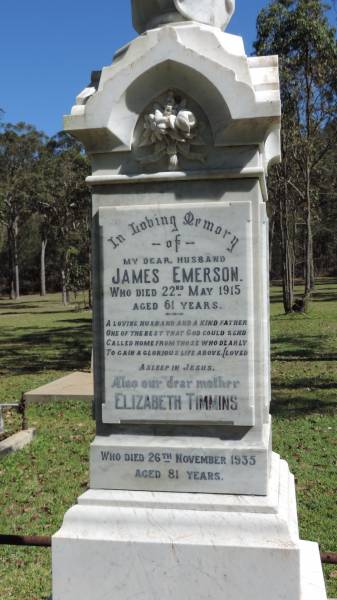 In Loving Memory
of
MY DEAR HUSBAND
JAMES EMERSON.
WHO DIED 22ND MAY 1915
AGED 61 YEARS.
A LOVING HUSBAND AND A KIND FATHER
ONE OF THE BEST THAT GOD COULD SEND
CALLED HOME FROM THOSE WHO DEARLY LOVED
TO GAIN A GLORIOUS LIFE ABOVE.
ASLEEP IN JESUS.
Also our dear mother
ELIZABETH TIMMINS
WHO DIED 26TH NOVEMBER 1935
AGED 81 YEARS.